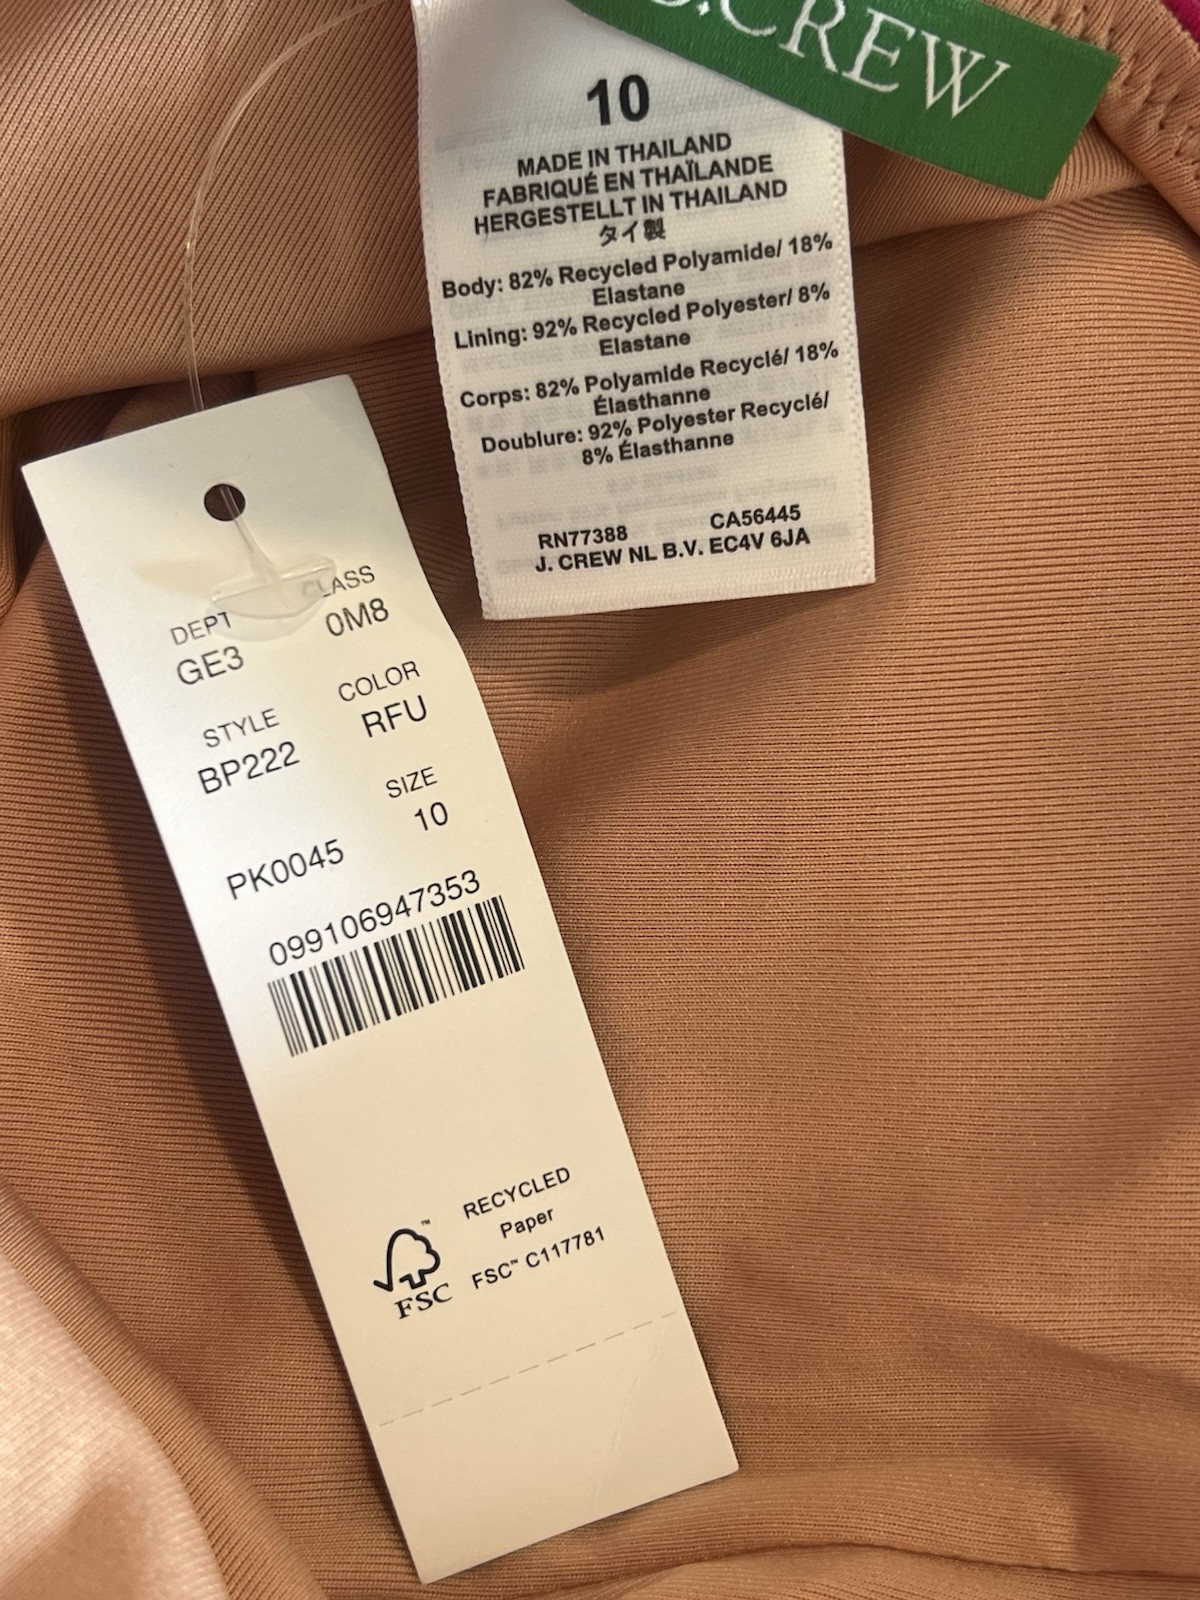 J.CREW
10
MADE IN THAILAND
FABRIQUÉ EN THAÏLANDE
HERGESTELLT IN THAILAND
タイ製
Body: 82% Recycled Polyamide/ 18%
Elastane
Lining: 92% Recycled Polyester/ 8%
Elastane
Corps: 82% Polyamide Recyclé/ 18%
Élasthanne
Doublure: 92% Polyester Recyclé/
8% Élasthanne
RN77388 CA56445
J. CREW NL B.V. EC4V 6JA
DEPT CLASS
GE3 0M8
STYLE COLOR
BP222 RFU
SIZE
10
PK0045
099106947353
RECYCLED
Paper
FSC™ C117781
™
FSC